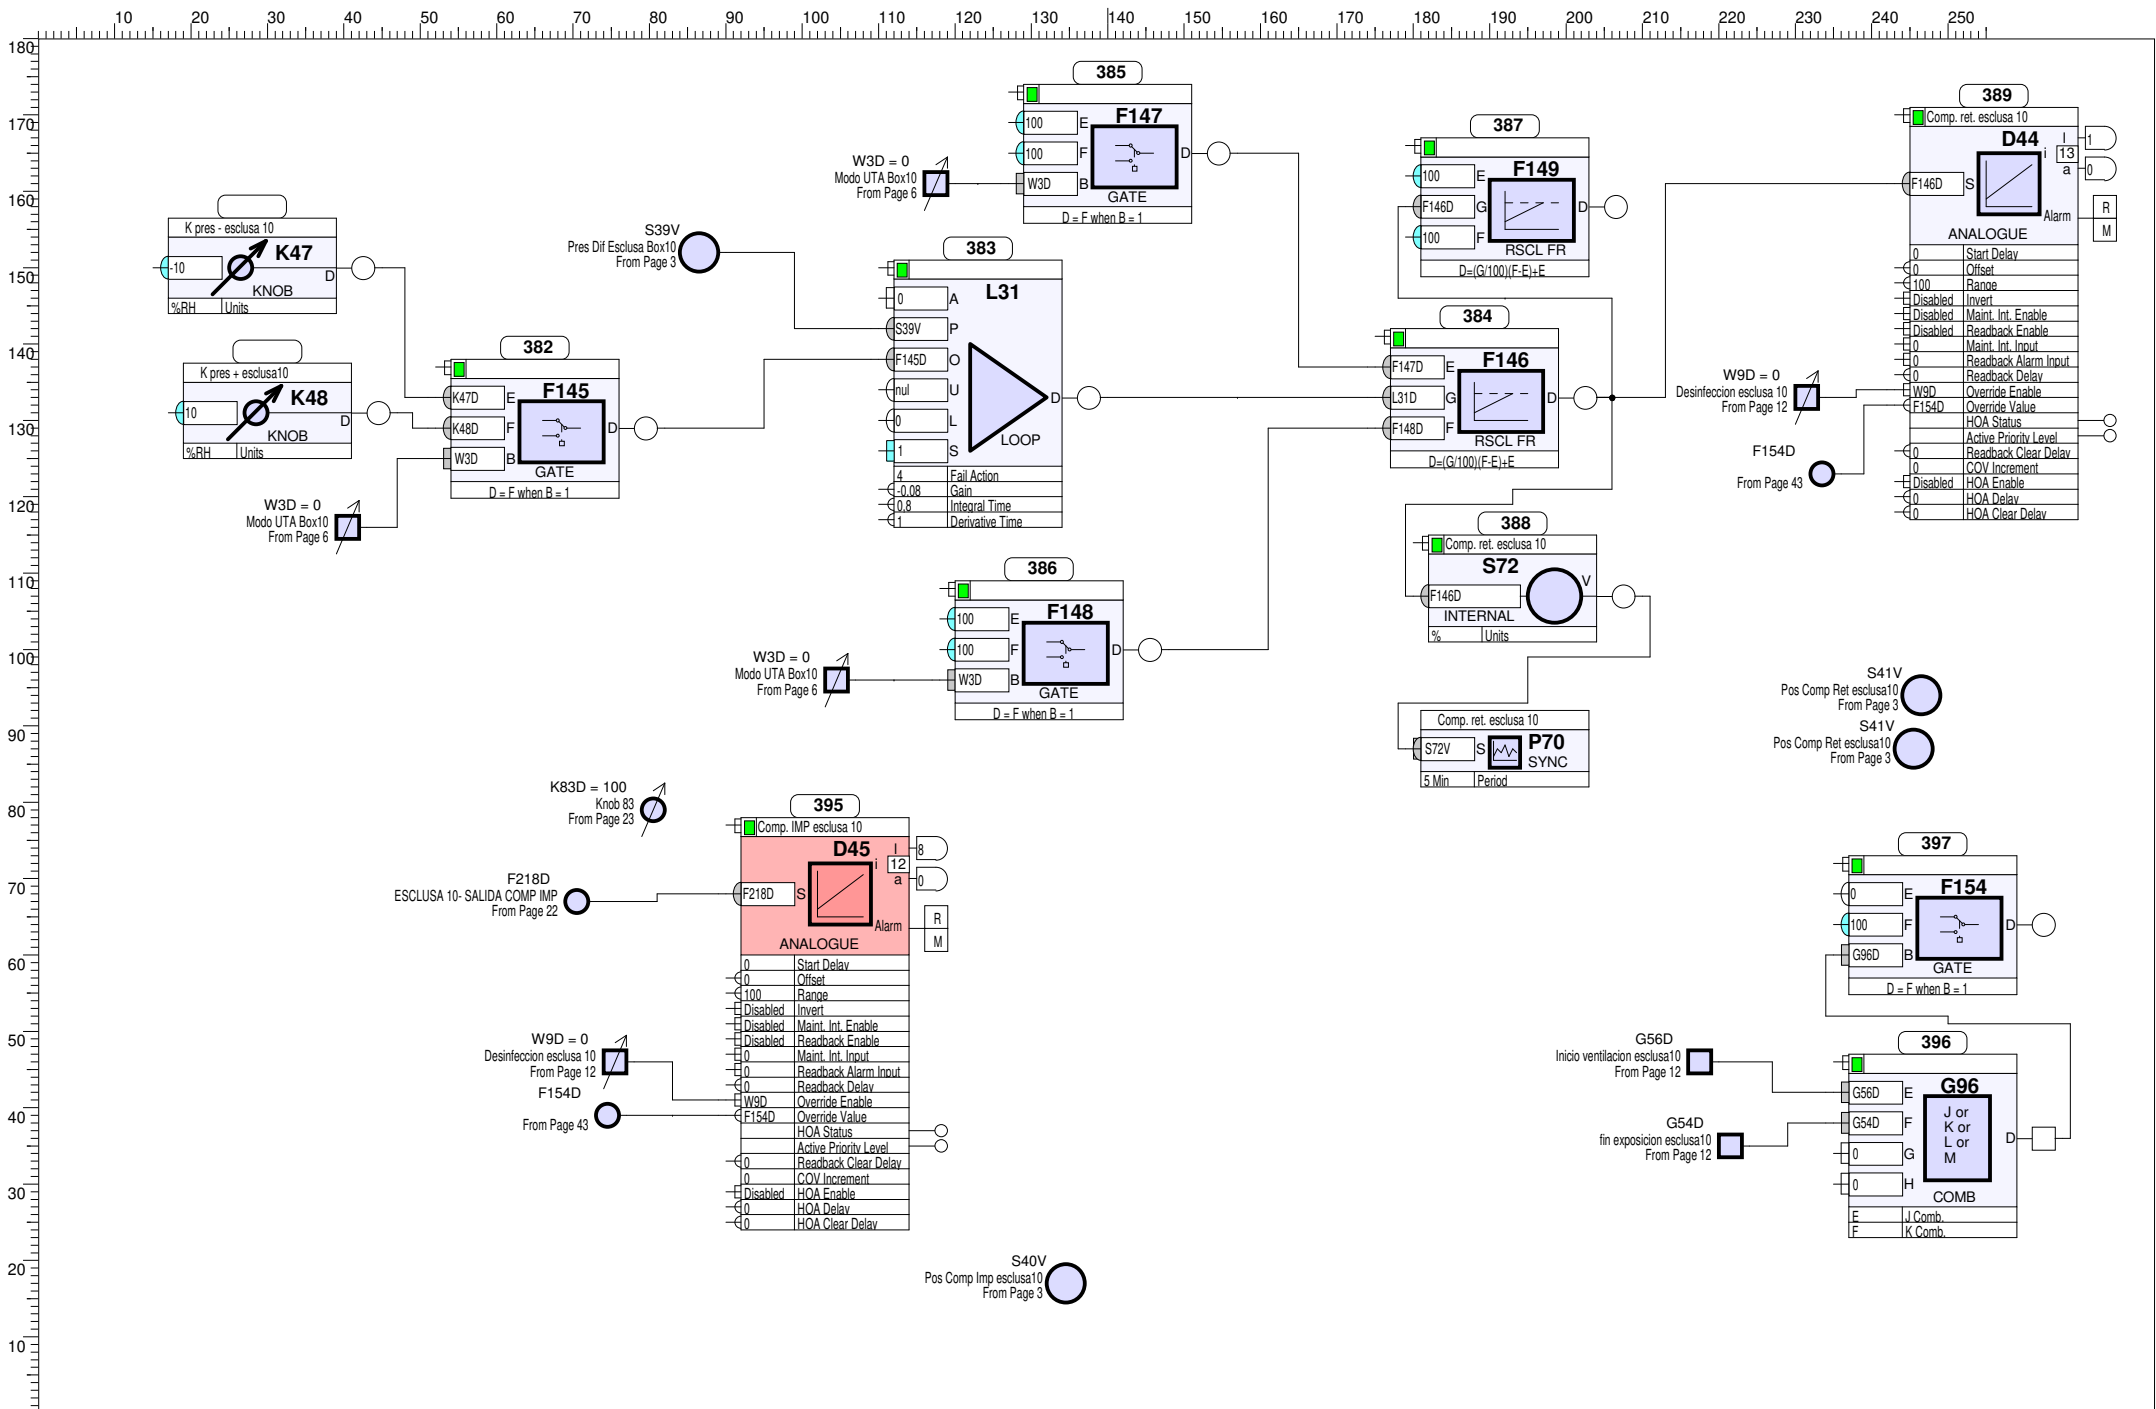 10 20 30 40 50 60 70 80 90 100 110 120 130 140 150 160 170 180 190 200 210 220 230 240 250
180
170
160
150
140
130
120
110
100
90
80
70
60
50
40
30
20
10
K pres - esclusa 10
-10
K47
D
KNOB
%RH Units
K pres + esclusa10
10
K48
D
KNOB
%RH Units
W3D = 0
Modo UTA Box10
From Page 6
382
F145
K47D E
K48D F
W3D B
D
GATE
D = F when B = 1
S39V
Pres Dif Esclusa Box10
From Page 3
383
L31
0 A
S39V P
F145D O
nul U
0 L
1 S
D
LOOP
4 Fail Action
-0,08 Gain
0,8 Integral Time
1 Derivative Time
W3D = 0
Modo UTA Box10
From Page 6
385
F147
100 E
100 F
W3D B
D
GATE
D = F when B = 1
W3D = 0
Modo UTA Box10
From Page 6
386
F148
100 E
100 F
W3D B
D
GATE
D = F when B = 1
387
F149
100 E
F146D G
100 F
D
RSCL FR
D=(G/100)(F-E)+E
384
F146
F147D E
L31D G
F148D F
D
RSCL FR
D=(G/100)(F-E)+E
388
Comp. ret. esclusa 10
S72
V
F146D
INTERNAL
% Units
Comp. ret. esclusa 10
S72V S
P70
SYNC
5 Min Period
389
Comp. ret. esclusa 10
D44
I 1
i 13
a 0
F146D S
Alarm
R
M
ANALOGUE
0 Start Delay
0 Offset
100 Range
Disabled Invert
Disabled Maint. Int. Enable
Disabled Readback Enable
0 Maint. Int. Input
0 Readback Alarm Input
0 Readback Delay
W9D Override Enable
F154D Override Value
HOA Status
Active Priority Level
0 Readback Clear Delay
0 COV Increment
Disabled HOA Enable
0 HOA Delay
0 HOA Clear Delay
W9D = 0
Desinfeccion esclusa 10
From Page 12
F154D
From Page 43
S41V
Pos Comp Ret esclusa10
From Page 3
S41V
Pos Comp Ret esclusa10
From Page 3
K83D = 100
Knob 83
From Page 23
F218D
ESCLUSA 10- SALIDA COMP IMP
From Page 22
395
Comp. IMP esclusa 10
D45
I 8
i 12
a 0
F218D S
Alarm
R
M
ANALOGUE
0 Start Delay
0 Offset
100 Range
Disabled Invert
Disabled Maint. Int. Enable
Disabled Readback Enable
0 Maint. Int. Input
0 Readback Alarm Input
0 Readback Delay
W9D Override Enable
F154D Override Value
HOA Status
Active Priority Level
0 Readback Clear Delay
0 COV Increment
Disabled HOA Enable
0 HOA Delay
0 HOA Clear Delay
W9D = 0
Desinfeccion esclusa 10
From Page 12
F154D
From Page 43
S40V
Pos Comp Imp esclusa10
From Page 3
397
F154
0 E
100 F
G96D B
D
GATE
D = F when B = 1
G56D
Inicio ventilacion esclusa10
From Page 12
G54D
fin exposicion esclusa10
From Page 12
396
G96
G56D E
G54D F
0 G
0 H
J or
K or
L or
M
D
COMB
E J Comb.
F K Comb.